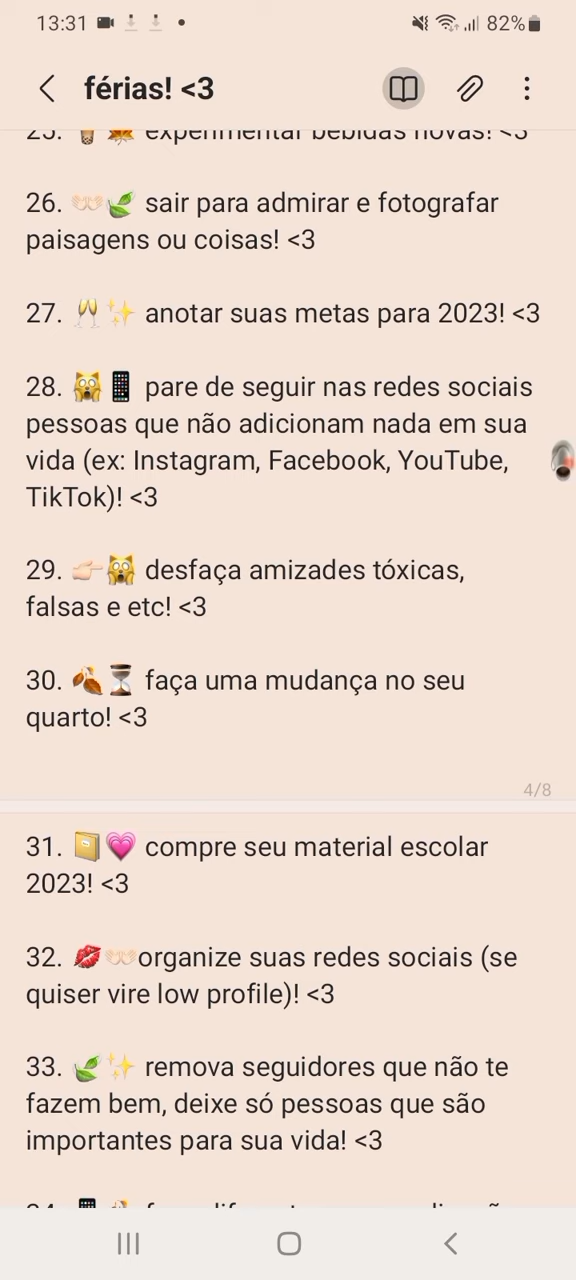 13:31 82%
férias! <3
25. 🧋🍁 experimentar bebidas novas! <3
26. 👐🏻🍃 sair para admirar e fotografar
paisagens ou coisas! <3
27. 🥂✨ anotar suas metas para 2023! <3
28. 🙀📱 pare de seguir nas redes sociais
pessoas que não adicionam nada em sua
vida (ex: Instagram, Facebook, YouTube,
TikTok)! <3
29. 👉🏻🙀 desfaça amizades tóxicas,
falsas e etc! <3
30. 🍂⏳ faça uma mudança no seu
quarto! <3
4/8
31. 📒💗 compre seu material escolar
2023! <3
32. 💋👐🏻organize suas redes sociais (se
quiser vire low profile)! <3
33. 🍃✨ remova seguidores que não te
fazem bem, deixe só pessoas que são
importantes para sua vida! <3